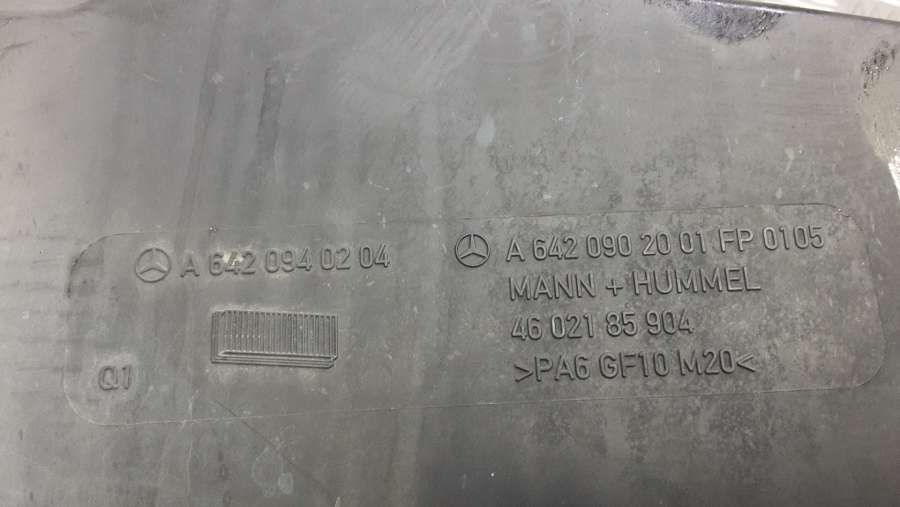 A 642 094 02 04
Q1
A 642 090 20 01 FP 0105
MANN + HUMMEL
46 021 85 904
>PA6 GF10 M20<